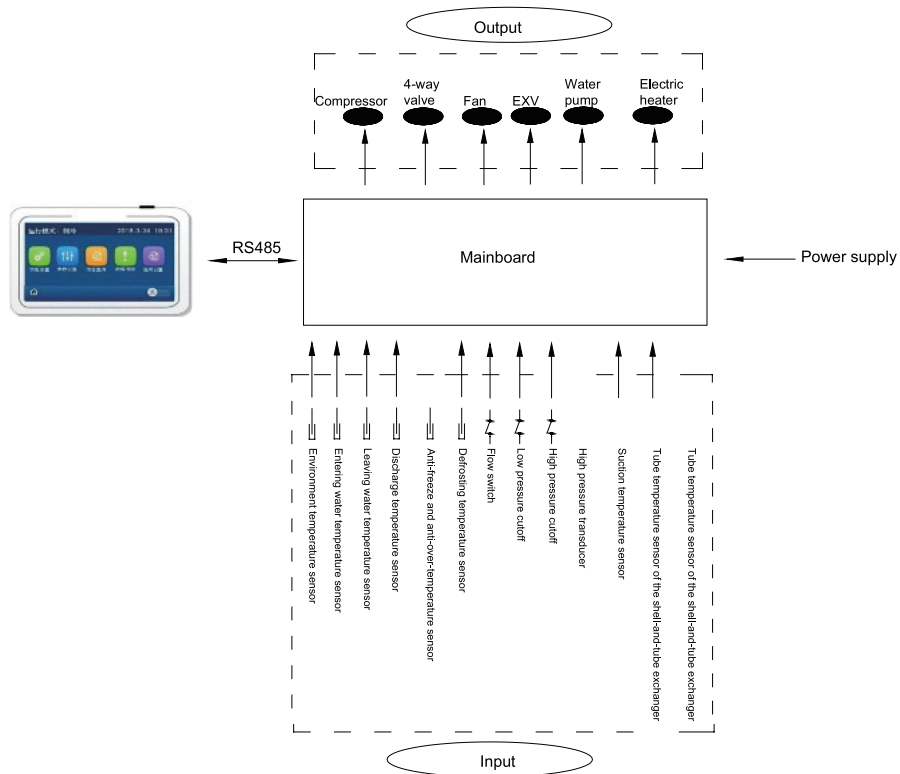 Output
Compressor
4-way
valve
Fan
EXV
Water
pump
Electric
heater
2018.3.26
RS485
Mainboard
Power supply
Environment temperature sensor
Entering water temperature sensor
Leaving water temperature sensor
Discharge temperature sensor
Anti-freeze and anti-over-temperature sensor
Defrosting temperature sensor
Flow switch
Low pressure cutoff
High pressure cutoff
High pressure transducer
Suction temperature sensor
Tube temperature sensor of the shell-and-tube exchanger
Tube temperature sensor of the shell-and-tube exchanger
Input